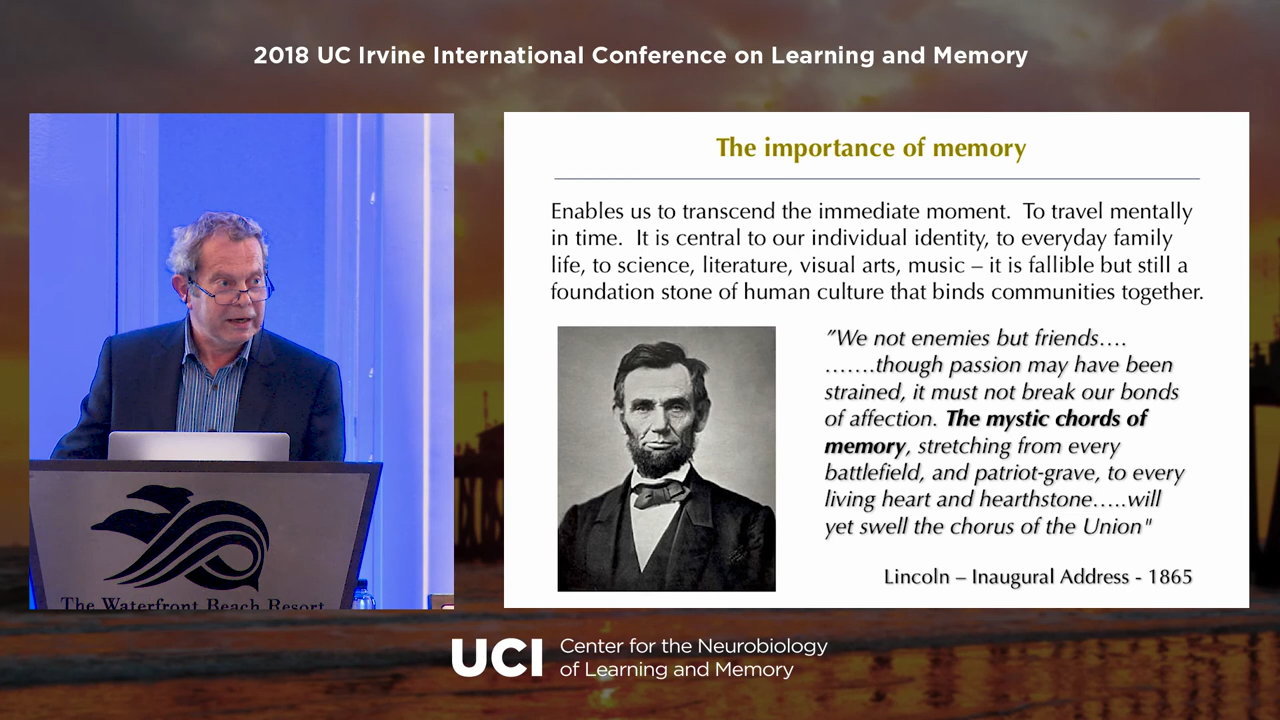 2018 UC Irvine International Conference on Learning and Memory
The Waterfront Beach Resort
The importance of memory
Enables us to transcend the immediate moment.  To travel mentally
in time.  It is central to our individual identity, to everyday family
life, to science, literature, visual arts, music – it is fallible but still a
foundation stone of human culture that binds communities together.
"We not enemies but friends….
…….though passion may have been
strained, it must not break our bonds
of affection. The mystic chords of
memory, stretching from every
battlefield, and patriot-grave, to every
living heart and hearthstone…..will
yet swell the chorus of the Union"
Lincoln – Inaugural Address - 1865
UCI
Center for the Neurobiology
of Learning and Memory